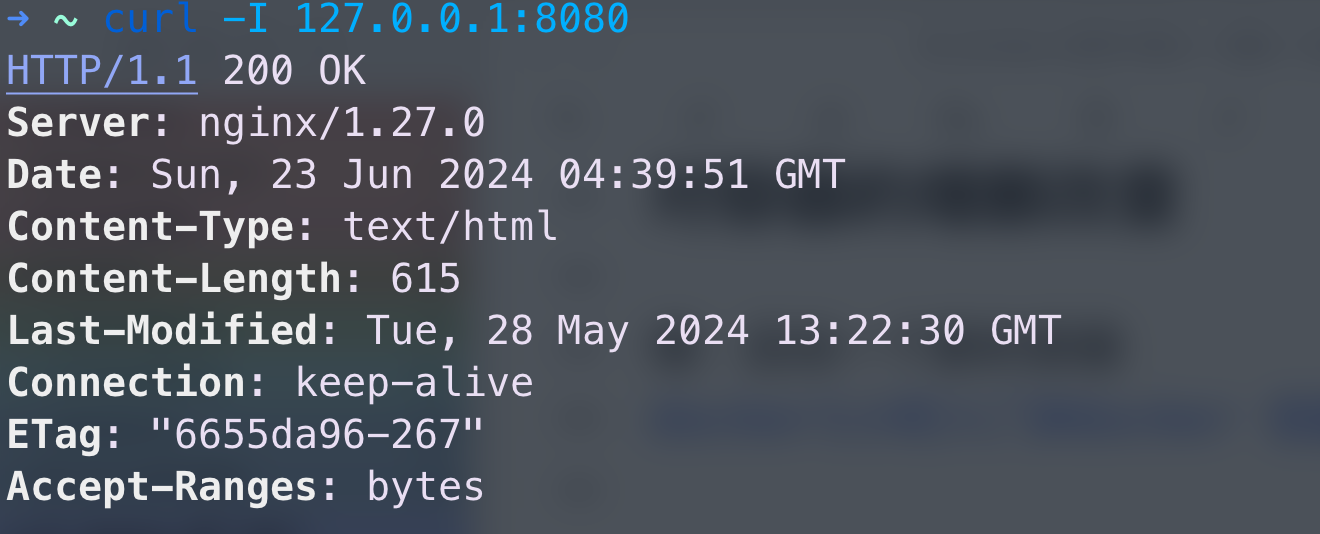 ➜ ~ curl -I 127.0.0.1:8080
HTTP/1.1 200 OK
Server: nginx/1.27.0
Date: Sun, 23 Jun 2024 04:39:51 GMT
Content-Type: text/html
Content-Length: 615
Last-Modified: Tue, 28 May 2024 13:22:30 GMT
Connection: keep-alive
ETag: "6655da96-267"
Accept-Ranges: bytes